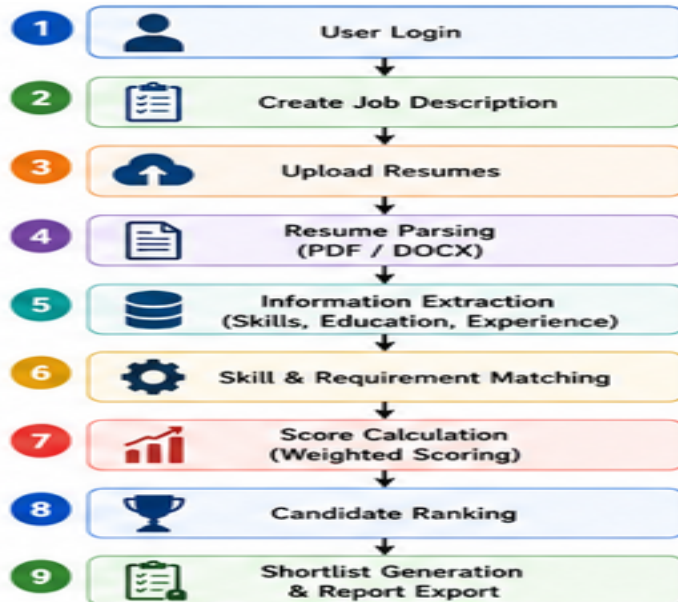 1
User Login
2
Create Job Description
3
Upload Resumes
4
Resume Parsing
(PDF / DOCX)
5
Information Extraction
(Skills, Education, Experience)
6
Skill & Requirement Matching
7
Score Calculation
(Weighted Scoring)
8
Candidate Ranking
9
Shortlist Generation
& Report Export